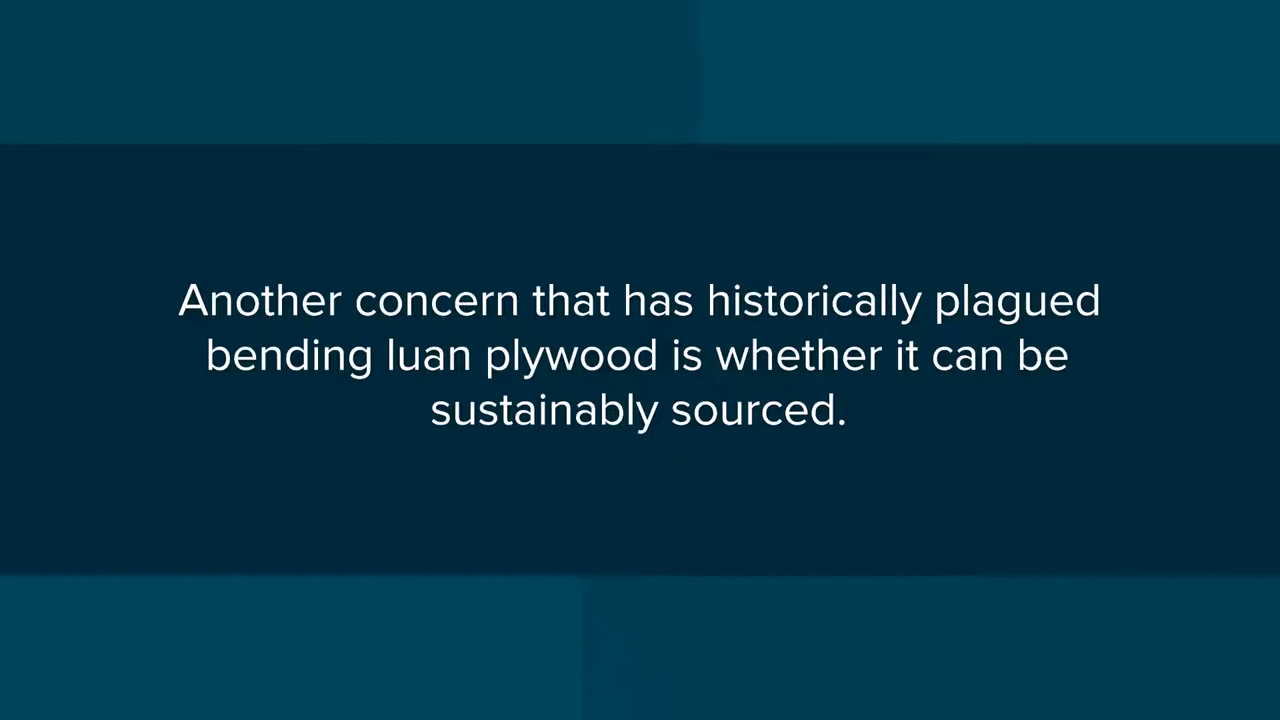 Another concern that has historically plagued
bending luan plywood is whether it can be
sustainably sourced.